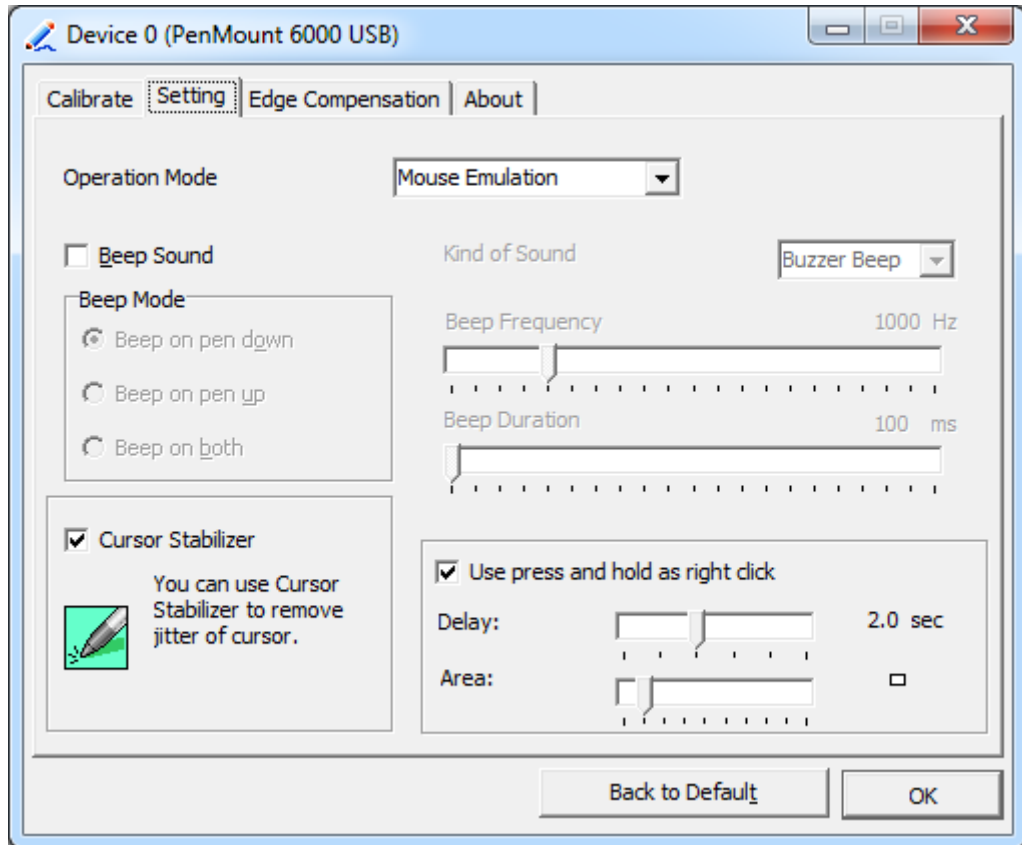 Device 0 (PenMount 6000 USB)
Calibrate Setting Edge Compensation About
Operation Mode Mouse Emulation
Beep Sound Kind of Sound Buzzer Beep
Beep Mode
Beep on pen down
Beep on pen up
Beep on both
Beep Frequency 1000 Hz
Beep Duration 100 ms
Cursor Stabilizer
You can use Cursor
Stabilizer to remove
jitter of cursor.
Use press and hold as right click
Delay: 2.0 sec
Area:
Back to Default OK